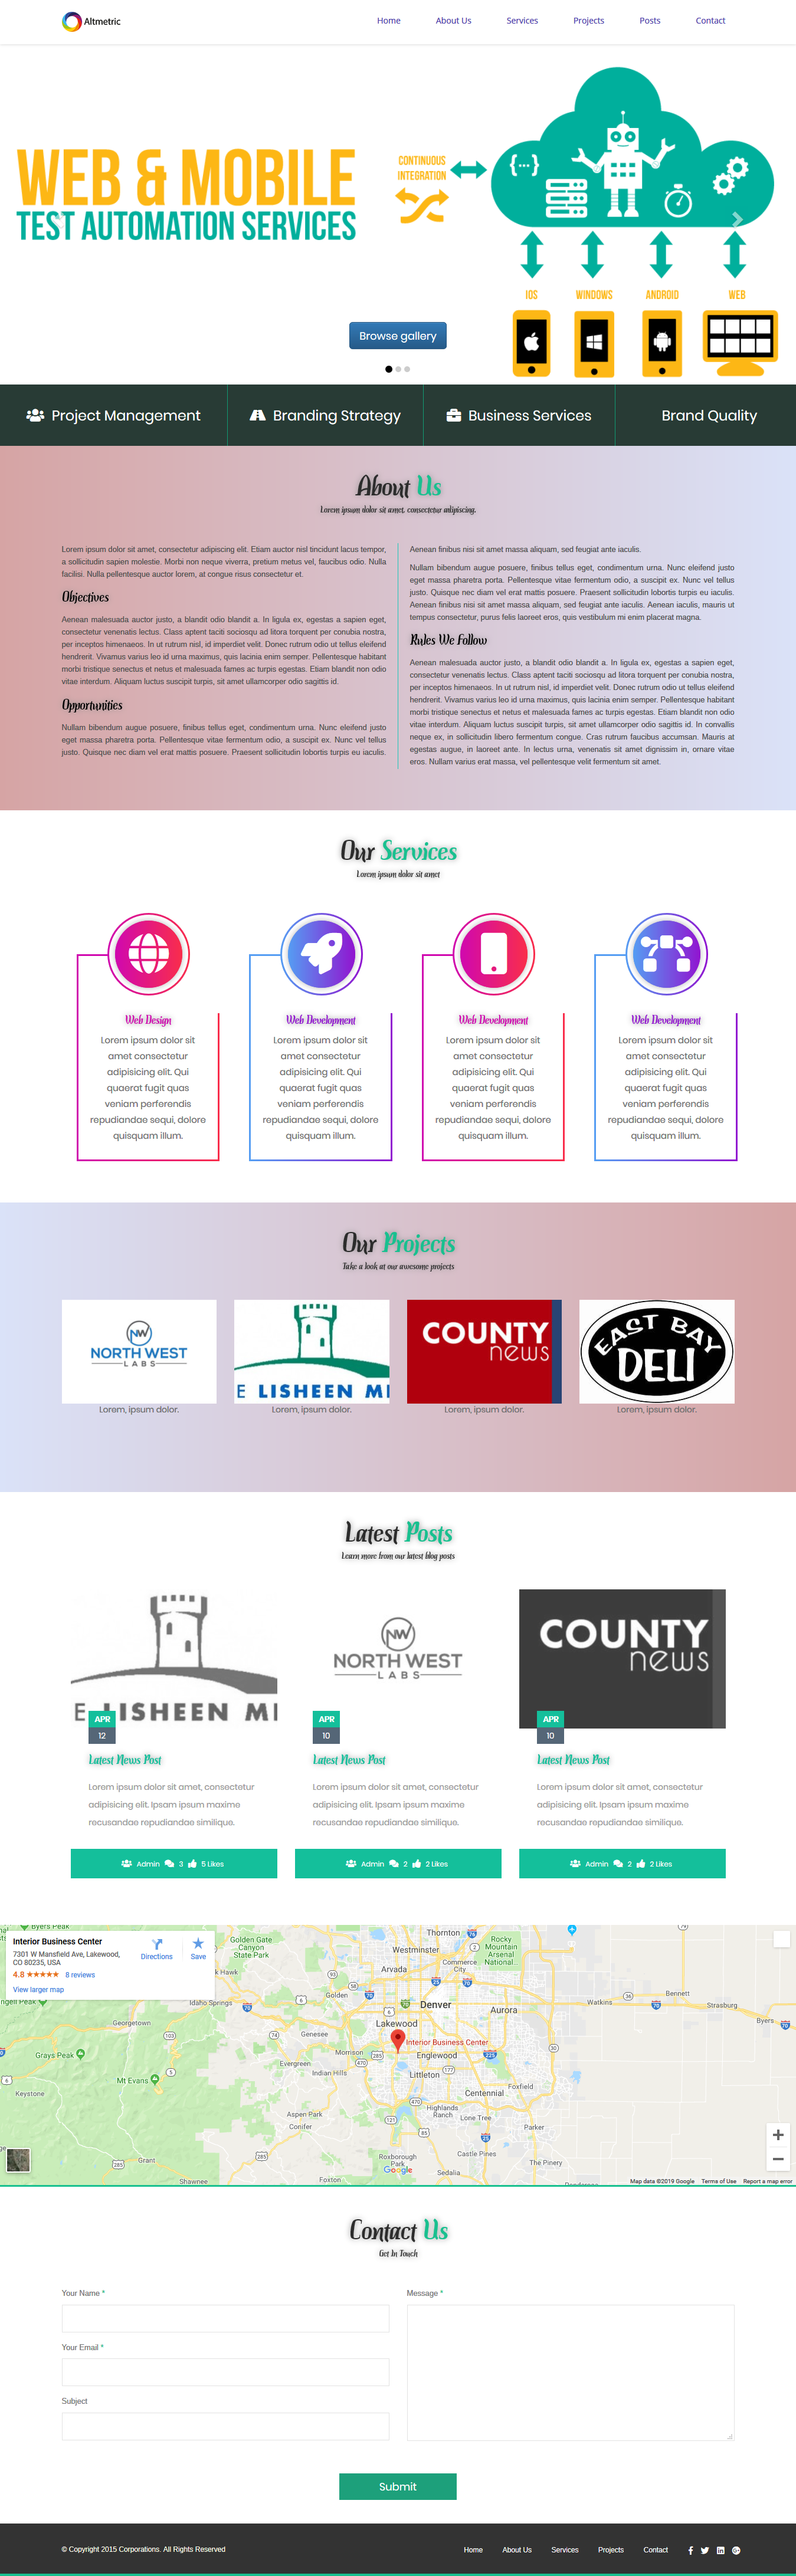 Altmetric
Home About Us Services Projects Posts Contact
WEB & MOBILE
TEST AUTOMATION SERVICES
CONTINUOUS
INTEGRATION
{...}
IOS WINDOWS ANDROID WEB
Browse gallery
Project Management
Branding Strategy
Business Services
Brand Quality
About Us
Lorem ipsum dolor sit amet, consectetur adipiscing.
Lorem ipsum dolor sit amet, consectetur adipiscing elit. Etiam auctor nisl tincidunt lacus tempor,
a sollicitudin sapien molestie. Morbi non neque viverra, pretium metus vel, faucibus odio. Nulla
facilisi. Nulla pellentesque auctor lorem, at congue risus consectetur et.
Objectives
Aenean malesuada auctor justo, a blandit odio blandit a. In ligula ex, egestas a sapien eget,
consectetur venenatis lectus. Class aptent taciti sociosqu ad litora torquent per conubia nostra,
per inceptos himenaeos. In ut rutrum nisl, id imperdiet velit. Donec rutrum odio ut tellus eleifend
hendrerit. Vivamus varius leo id urna maximus, quis lacinia enim semper. Pellentesque habitant
morbi tristique senectus et netus et malesuada fames ac turpis egestas. Etiam blandit non odio
vitae interdum. Aliquam luctus suscipit turpis, sit amet ullamcorper odio sagittis id.
Opportunities
Nullam bibendum augue posuere, finibus tellus eget, condimentum urna. Nunc eleifend justo
eget massa pharetra porta. Pellentesque vitae fermentum odio, a suscipit ex. Nunc vel tellus
justo. Quisque nec diam vel erat mattis posuere. Praesent sollicitudin lobortis turpis eu iaculis.
Aenean finibus nisi sit amet massa aliquam, sed feugiat ante iaculis.
Nullam bibendum augue posuere, finibus tellus eget, condimentum urna. Nunc eleifend justo
eget massa pharetra porta. Pellentesque vitae fermentum odio, a suscipit ex. Nunc vel tellus
justo. Quisque nec diam vel erat mattis posuere. Praesent sollicitudin lobortis turpis eu iaculis.
Aenean finibus nisi sit amet massa aliquam, sed feugiat ante iaculis. Aenean iaculis, mauris ut
tempus consectetur, purus felis laoreet eros, quis vestibulum mi enim placerat magna.
Rules We Follow
Aenean malesuada auctor justo, a blandit odio blandit a. In ligula ex, egestas a sapien eget,
consectetur venenatis lectus. Class aptent taciti sociosqu ad litora torquent per conubia nostra,
per inceptos himenaeos. In ut rutrum nisl, id imperdiet velit. Donec rutrum odio ut tellus eleifend
hendrerit. Vivamus varius leo id urna maximus, quis lacinia enim semper. Pellentesque habitant
morbi tristique senectus et netus et malesuada fames ac turpis egestas. Etiam blandit non odio
vitae interdum. Aliquam luctus suscipit turpis, sit amet ullamcorper odio sagittis id. In convallis
neque ex, in sollicitudin libero fermentum congue. Cras rutrum faucibus accumsan. Mauris at
egestas augue, in laoreet ante. In lectus urna, venenatis sit amet dignissim in, ornare vitae
eros. Nullam varius erat massa, vel pellentesque velit fermentum sit amet.
Our Services
Lorem ipsum dolor sit amet
Web Design
Lorem ipsum dolor sit
amet consectetur
adipisicing elit. Qui
quaerat fugit quas
veniam perferendis
repudiandae sequi, dolore
quisquam illum.
Web Development
Lorem ipsum dolor sit
amet consectetur
adipisicing elit. Qui
quaerat fugit quas
veniam perferendis
repudiandae sequi, dolore
quisquam illum.
Web Development
Lorem ipsum dolor sit
amet consectetur
adipisicing elit. Qui
quaerat fugit quas
veniam perferendis
repudiandae sequi, dolore
quisquam illum.
Web Development
Lorem ipsum dolor sit
amet consectetur
adipisicing elit. Qui
quaerat fugit quas
veniam perferendis
repudiandae sequi, dolore
quisquam illum.
Our Projects
Take a look at our awesome projects
NW
NORTH WEST
LABS
Lorem, ipsum dolor.
E LISHEEN MI
Lorem, ipsum dolor.
COUNTY
news
Lorem, ipsum dolor.
EAST BAY
DELI
Lorem, ipsum dolor.
Latest Posts
Learn more from our latest blog posts
E LISHEEN MI
APR
12
Latest News Post
Lorem ipsum dolor sit amet, consectetur
adipisicing elit. Ipsam ipsum maxime
recusandae repudiandae similique.
Admin 3 5 Likes
NW
NORTH WEST
LABS
APR
10
Latest News Post
Lorem ipsum dolor sit amet, consectetur
adipisicing elit. Ipsam ipsum maxime
recusandae repudiandae similique.
Admin 2 2 Likes
COUNTY
news
APR
10
Latest News Post
Lorem ipsum dolor sit amet, consectetur
adipisicing elit. Ipsam ipsum maxime
recusandae repudiandae similique.
Admin 2 2 Likes
Interior Business Center
7301 W Mansfield Ave, Lakewood,
CO 80235, USA
4.8 8 reviews
View larger map
Directions
Save
Byers Peak
Golden Gate
Canyon
State Park
Thornton
Westminster
Rocky
Mountain
Arsenal
National...
Commerce
City
Arvada
Golden
Denver
Aurora
Lakewood
Idaho Springs
Watkins
Bennett
Strasburg
Byers
Georgetown
Genesee
Morrison
Interior Business Center
Englewood
Grays Peak
Evergreen
Indian Hills
Littleton
Mt Evans
Centennial
Foxfield
Keystone
Highlands
Ranch
Lone Tree
Aspen Park
Conifer
Parker
Castle Pines
The Pinery
Grant
Roxborough
Park
Google
Shawnee
Foxton
Sedalia
Map data ©2019 Google Terms of Use Report a map error
Contact Us
Get In Touch
Your Name *
Your Email *
Subject
Message *
Submit
© Copyright 2015 Corporations. All Rights Reserved
Home About Us Services Projects Contact